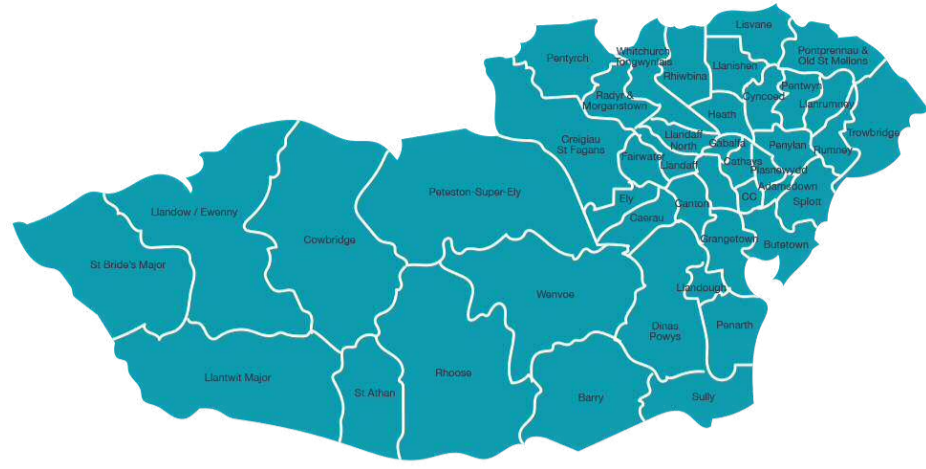 Lisvane
Pontprennau &
Old St Mellons
Whitchurch
Tongwynlais
Pentyrch
Rhiwbina
Llanishen
Cyncoed
Pentwyn
Llanrumney
Radyr &
Morganstown
Heath
Trowbridge
Creigiau
St Fagans
Llandaff
North
Gabalfa
Penylan
Rumney
Fairwater
Llandaff
Cathays
Plasnewydd
Adamsdown
Peteston-Super-Ely
Ely
Canton
CC
Splott
Llandow / Ewenny
Caerau
Cowbridge
Grangetown
Butetown
St Bride's Major
Wenvoe
Llandough
Dinas
Powys
Penarth
Llantwit Major
St Athan
Rhoose
Barry
Sully